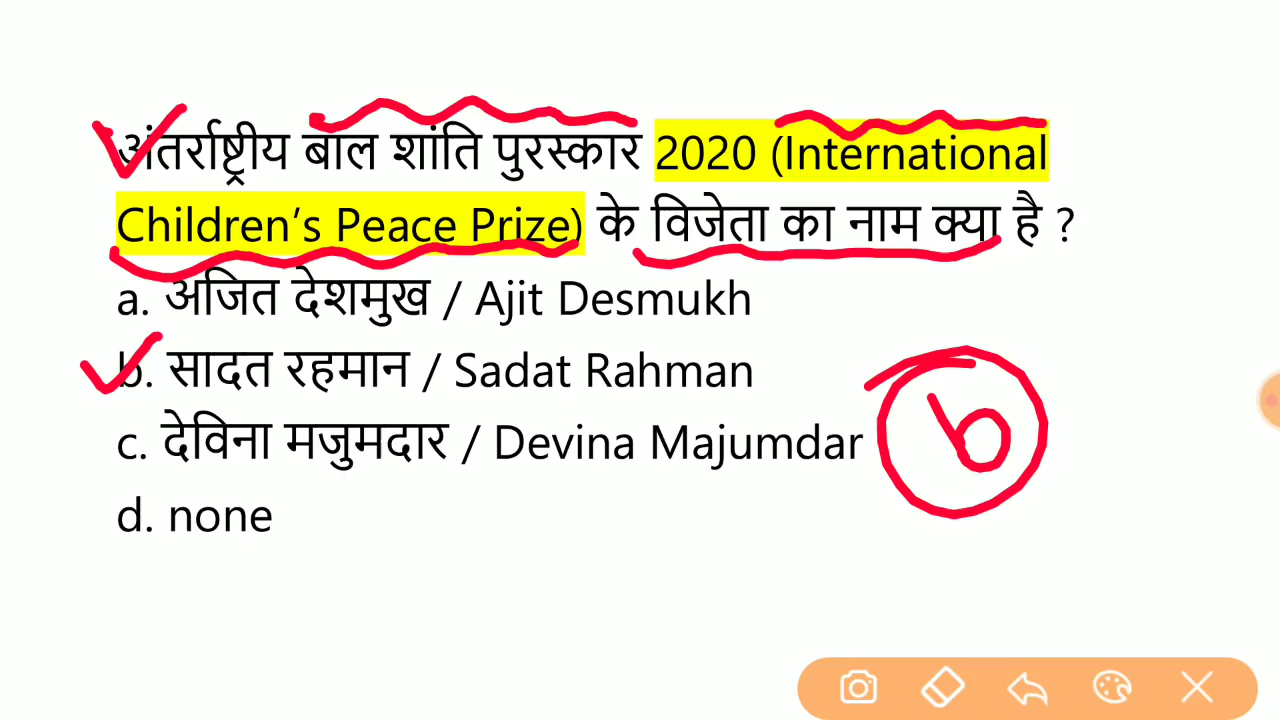 अंतर्राष्ट्रीय बाल शांति पुरस्कार 2020 (International
Children's Peace Prize) के विजेता का नाम क्या है ?
a. अजित देशमुख / Ajit Desmukh
b. सादत रहमान / Sadat Rahman
c. देविना मजुमदार / Devina Majumdar
b
d. none